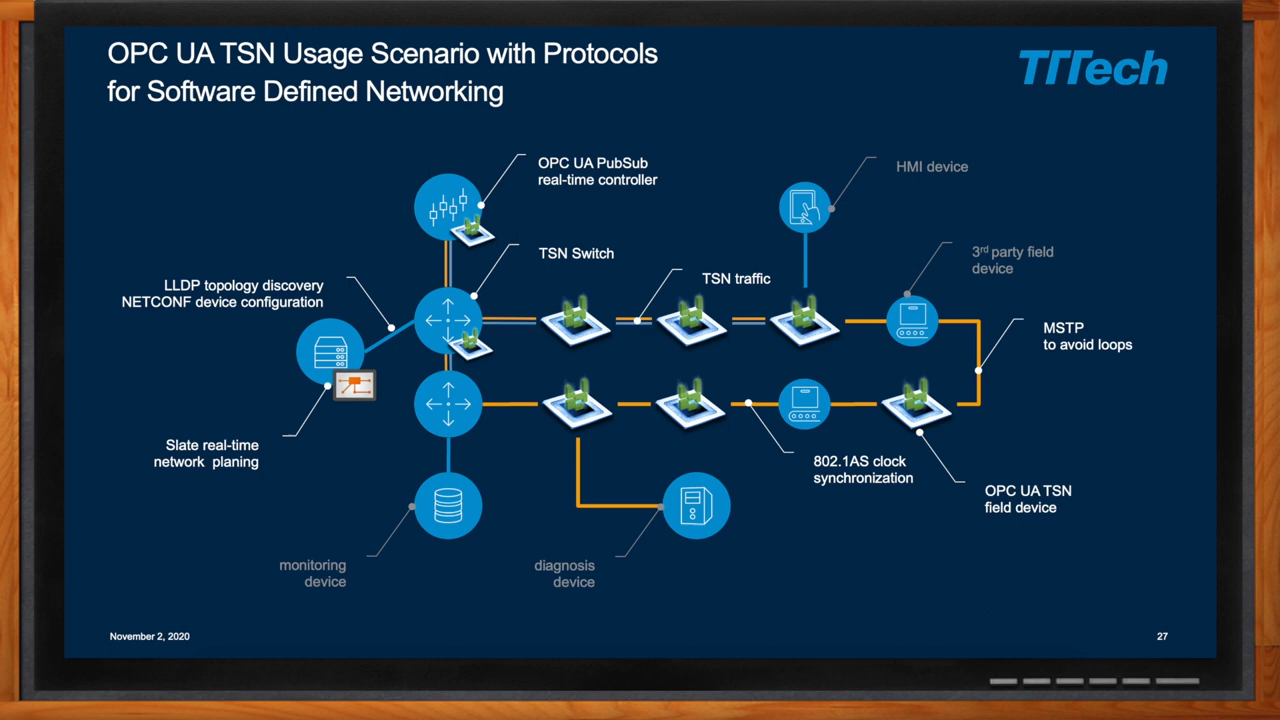 OPC UA TSN Usage Scenario with Protocols
for Software Defined Networking
TTTech
OPC UA PubSub
real-time controller
HMI device
TSN Switch
3rd party field
device
TSN traffic
LLDP topology discovery
NETCONF device configuration
MSTP
to avoid loops
Slate real-time
network planing
802.1AS clock
synchronization
OPC UA TSN
field device
monitoring
device
diagnosis
device
November 2, 2020
27